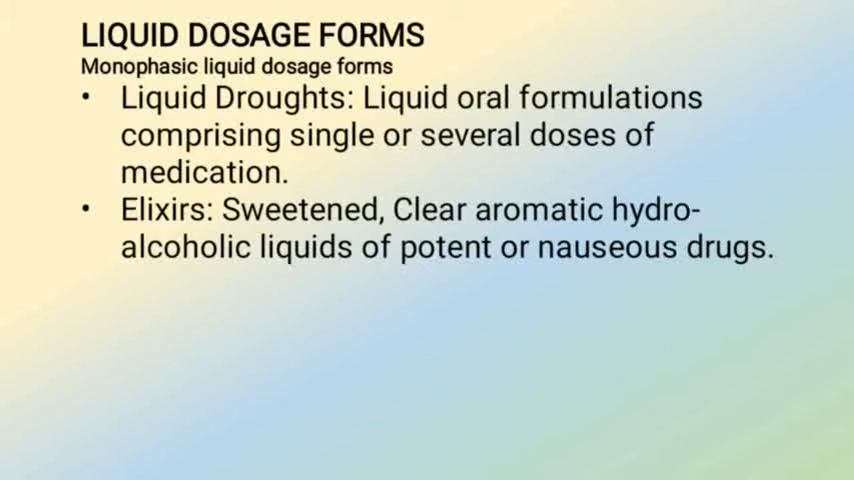 LIQUID DOSAGE FORMS
Monophasic liquid dosage forms
• Liquid Droughts: Liquid oral formulations
comprising single or several doses of
medication.
• Elixirs: Sweetened, Clear aromatic hydro-
alcoholic liquids of potent or nauseous drugs.